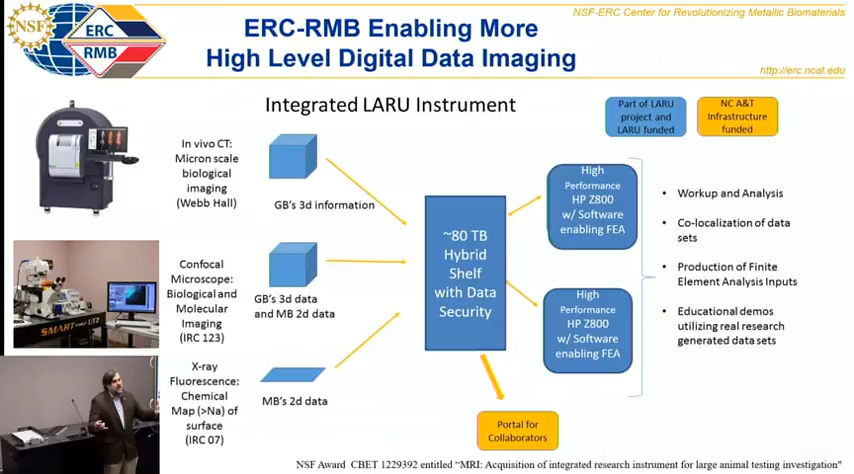 NSF
ERC
RMB
ERC-RMB Enabling More
High Level Digital Data Imaging
NSF-ERC Center for Revolutionizing Metallic Biomaterials
http://erc.ncat.edu
Integrated LARU Instrument
Part of LARU
project and
LARU funded
NC A&T
Infrastructure
funded
In vivo CT:
Micron scale
biological
imaging
(Webb Hall)
GB's 3d information
Confocal
Microscope:
Biological and
Molecular
Imaging
(IRC 123)
GB's 3d data
and MB 2d data
X-ray
Fluorescence:
Chemical
Map (>Na) of
surface
(IRC 07)
MB's 2d data
~80 TB
Hybrid
Shelf
with Data
Security
High
Performance
HP Z800
w/ Software
enabling FEA
High
Performance
HP Z800
w/ Software
enabling FEA
Portal for
Collaborators
• Workup and Analysis
• Co-localization of data
sets
• Production of Finite
Element Analysis Inputs
• Educational demos
utilizing real research
generated data sets
NSF Award CBET 1229392 entitled "MRI: Acquisition of integrated research instrument for large animal testing investigation"